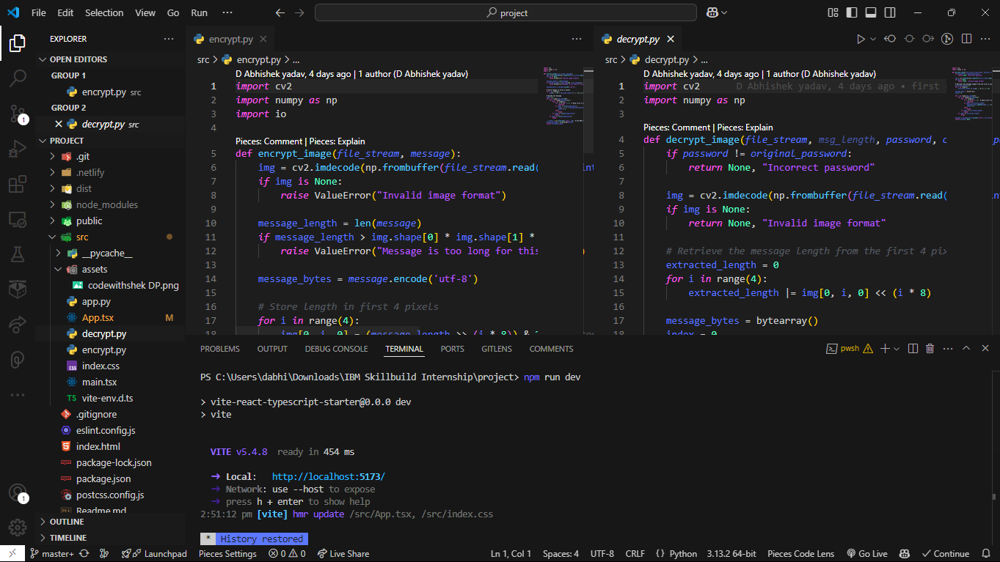 File Edit Selection View Go Run ··· project
EXPLORER
OPEN EDITORS
GROUP 1
encrypt.py src
GROUP 2
decrypt.py src
PROJECT
.git
.netlify
dist
node_modules
public
src
__pycache__
assets
codewithshek DP.png
app.py
App.tsx M
decrypt.py
encrypt.py
index.css
main.tsx
TS vite-env.d.ts
.gitignore
eslint.config.js
index.html
package-lock.json
package.json
postcss.config.js
Readme.md
OUTLINE
TIMELINE
encrypt.py
src > encrypt.py > ...
D Abhishek yadav, 4 days ago | 1 author (D Abhishek yadav)
1 import cv2
2 import numpy as np
3 import io
4
Pieces: Comment | Pieces: Explain
5 def encrypt_image(file_stream, message):
6 img = cv2.imdecode(np.frombuffer(file_stream.read(
7 if img is None:
8 raise ValueError("Invalid image format")
9
10 message_length = len(message)
11 if message_length > img.shape[0] * img.shape[1] *
12 raise ValueError("Message is too long for this
13
14 message_bytes = message.encode('utf-8')
15
16 # Store length in first 4 pixels
17 for i in range(4):
18 img[0, i, 0] = (message_length >> (i * 8)) &
decrypt.py
src > decrypt.py > ...
D Abhishek yadav, 4 days ago | 1 author (D Abhishek yadav)
1 import cv2 D Abhishek yadav, 4 days ago • first
2 import numpy as np
3
Pieces: Comment | Pieces: Explain
4 def decrypt_image(file_stream, msg_length, password,
5 if password != original_password:
6 return None, "Incorrect password"
7
8 img = cv2.imdecode(np.frombuffer(file_stream.read(
9 if img is None:
10 return None, "Invalid image format"
11
12 # Retrieve the message length from the first 4 pix
13 extracted_length = 0
14 for i in range(4):
15 extracted_length |= img[0, i, 0] << (i * 8)
16
17 message_bytes = bytearray()
18 index = 0
PROBLEMS OUTPUT DEBUG CONSOLE TERMINAL PORTS GITLENS COMMENTS pwsh
PS C:\Users\dabhi\Downloads\IBM Skillbuild Internship\project> npm run dev
> vite-react-typescript-starter@0.0.0 dev
> vite
VITE v5.4.8 ready in 454 ms
➜ Local: http://localhost:5173/
➜ Network: use --host to expose
➜ press h + enter to show help
2:51:12 pm [vite] hmr update /src/App.tsx, /src/index.css
* History restored
master+ Launchpad Pieces Settings 0 0 Live Share Ln 1, Col 1 Spaces: 4 UTF-8 CRLF {} Python 3.13.2 64-bit Pieces Code Lens Go Live Continue